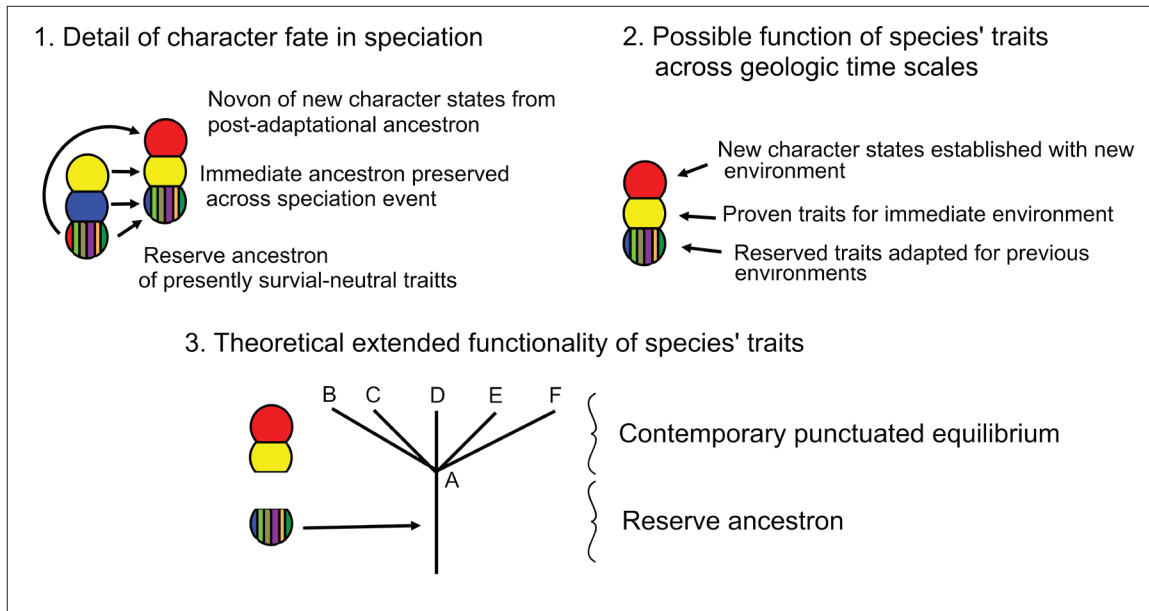 1. Detail of character fate in speciation
Novon of new character states from
post-adaptational ancestron
Immediate ancestron preserved
across speciation event
Reserve ancestron
of presently survial-neutral traitts
2. Possible function of species' traits
across geologic time scales
New character states established with new
environment
Proven traits for immediate environment
Reserved traits adapted for previous
environments
3. Theoretical extended functionality of species' traits
B C D E F
A
Contemporary punctuated equilibrium
Reserve ancestron